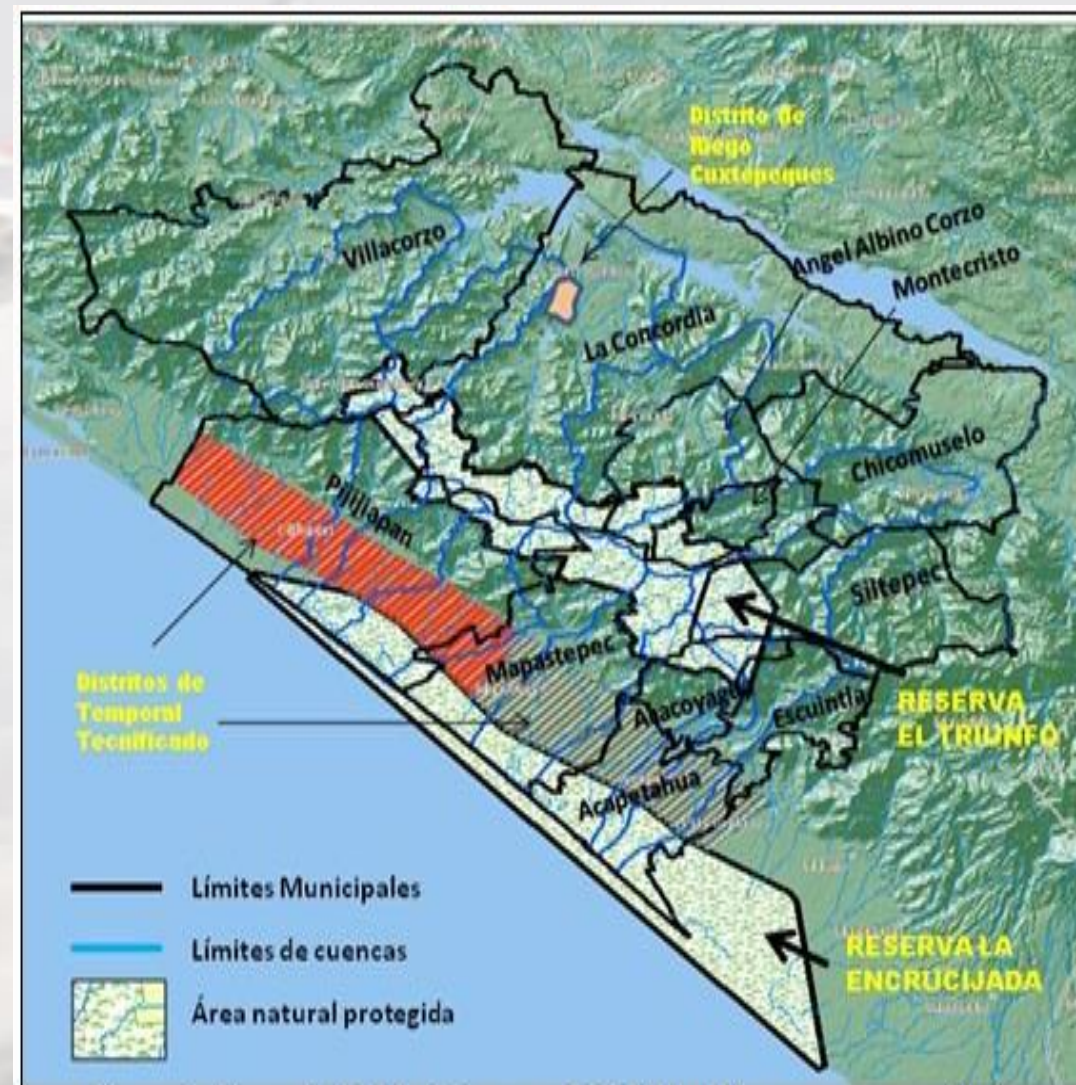 Distrito de
Riego
Cuxtepeques
Angel Albino Corzo
Montecristo
Villacorzo
La Concordia
Chicomuselo
Pijijiapan
Siltepec
Mapastepec
Distritos de
Temporal
Tecnificado
Acacoyagua
Escuintla
RESERVA
EL TRIUNFO
Acapetahua
Límites Municipales
Límites de cuencas
RESERVA LA
ENCRUCIJADA
Área natural protegida